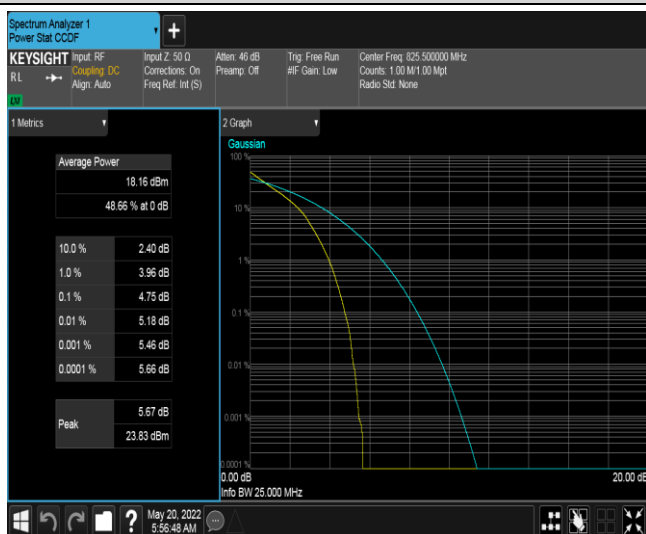 Spectrum Analyzer 1
Power Stat CCDF
KEYSIGHT
RL
Input: RF
Coupling: DC
Align: Auto
Input Z: 50 Ω
Corrections: On
Freq Ref: Int (S)
Atten: 46 dB
Preamp: Off
Trig: Free Run
#IF Gain: Low
Center Freq: 825.500000 MHz
Counts: 1.00 M/1.00 Mpt
Radio Std: None
1 Metrics
Average Power
18.16 dBm
48.66 % at 0 dB
10.0 % 2.40 dB
1.0 % 3.96 dB
0.1 % 4.75 dB
0.01 % 5.18 dB
0.001 % 5.46 dB
0.0001 % 5.66 dB
Peak
5.67 dB
23.83 dBm
2 Graph
Gaussian
100 %
10 %
1 %
0.1 %
0.01 %
0.001 %
0.0001 %
0.00 dB
20.00 dB
Info BW 25.000 MHz
May 20, 2022
5:56:48 AM